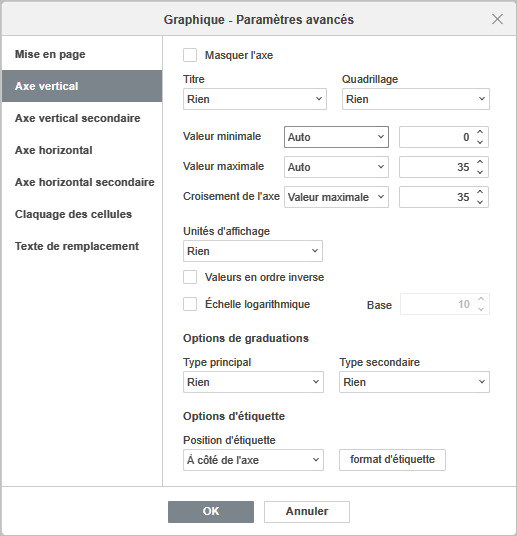 Graphique - Paramètres avancés
Mise en page
Axe vertical
Axe vertical secondaire
Axe horizontal
Axe horizontal secondaire
Claquage des cellules
Texte de remplacement
Masquer l'axe
Titre Quadrillage
Rien Rien
Valeur minimale Auto 0
Valeur maximale Auto 35
Croisement de l'axe Valeur maximale 35
Unités d'affichage
Rien
Valeurs en ordre inverse
Échelle logarithmique Base 10
Options de graduations
Type principal Type secondaire
Rien Rien
Options d'étiquette
Position d'étiquette
Á côté de l'axe format d'étiquette
OK Annuler